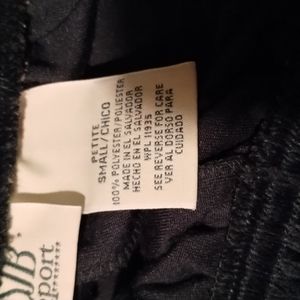 PETITE
SMALL/CHICO
100% POLYESTER/POLIESTER
MADE IN EL SALVADOR
HECHO EN EL SALVADOR
WPL 11935
SEE REVERSE FOR CARE
VER AL DORSO PARA
CUIDADO